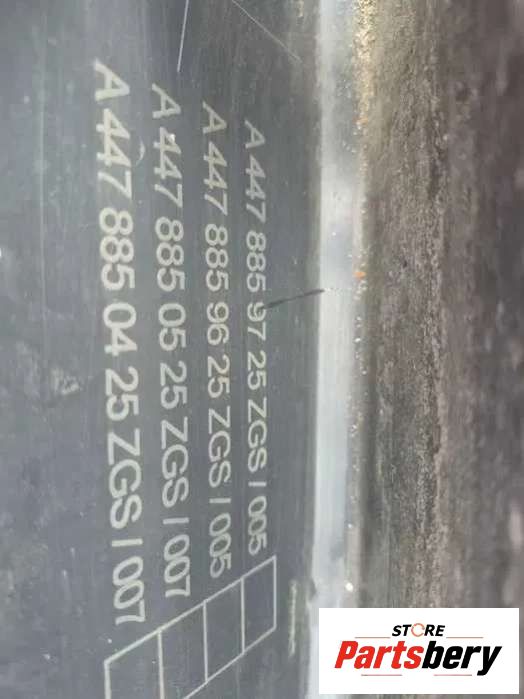 A 447 885 97 25 ZGS / 005
A 447 885 96 25 ZGS / 005
A 447 885 05 25 ZGS / 007
A 447 885 04 25 ZGS / 007
STORE
Partsbery